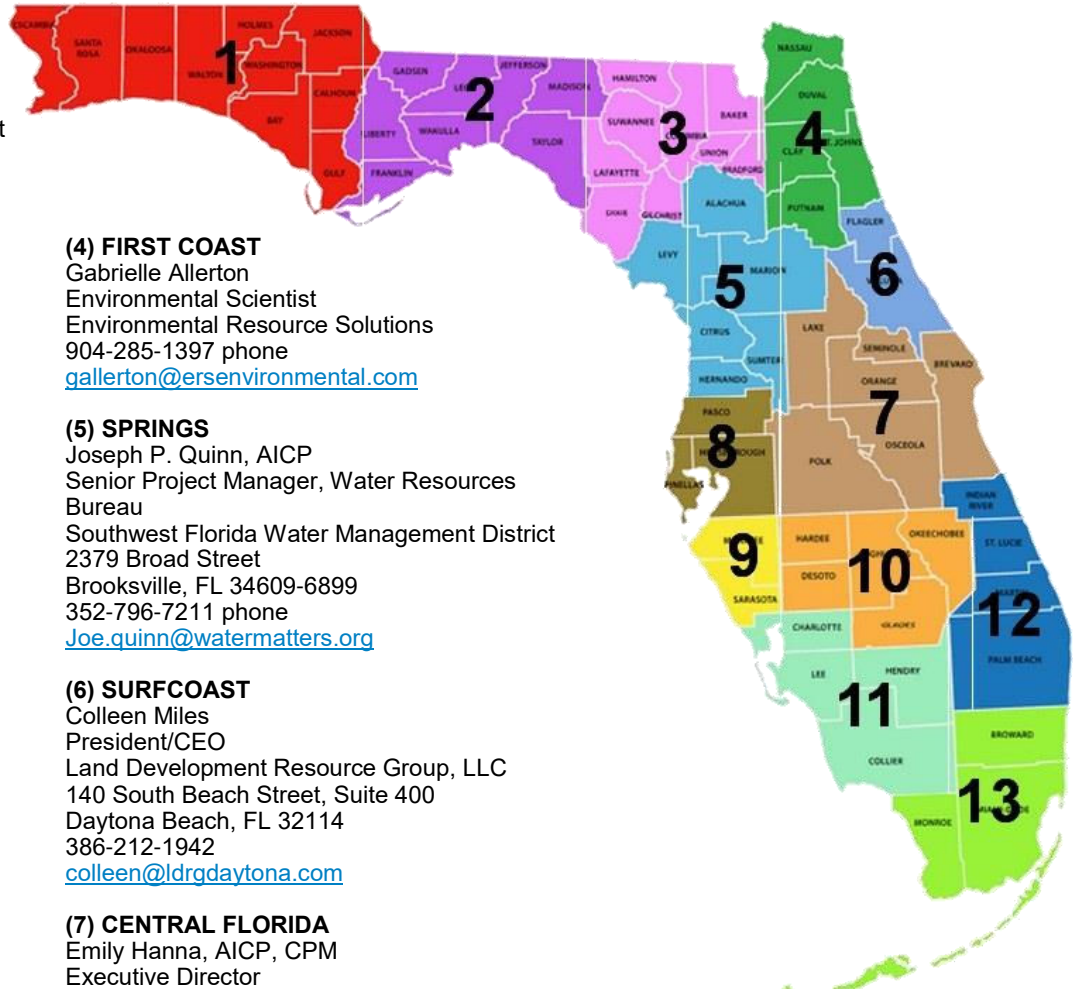 ESCAMBIA
SANTA
ROSA
OKALOOSA
WALTON
HOLMES
WASHINGTON
JACKSON
BAY
CALHOUN
GULF
1
GADSEN
LIBERTY
FRANKLIN
WAKULLA
JEFFERSON
MADISON
TAYLOR
2
HAMILTON
SUWANNEE
LAFAYETTE
DIXIE
GILCHRIST
UNION
BAKER
BRADFORD
3
NASSAU
DUVAL
CLAY
ST. JOHNS
PUTNAM
4
ALACHUA
LEVY
MARION
CITRUS
SUMTER
HERNANDO
5
FLAGLER
6
LAKE
SEMINOLE
ORANGE
BREVARD
OSCEOLA
POLK
7
PASCO
PINELLAS
8
SARASOTA
9
HARDEE
DESOTO
OKEECHOBEE
GLADES
10
CHARLOTTE
LEE
HENDRY
COLLIER
11
INDIAN
RIVER
ST. LUCIE
PALM BEACH
12
BROWARD
MONROE
13
t
(4) FIRST COAST
Gabrielle Allerton
Environmental Scientist
Environmental Resource Solutions
904-285-1397 phone
gallerton@ersenvironmental.com
(5) SPRINGS
Joseph P. Quinn, AICP
Senior Project Manager, Water Resources
Bureau
Southwest Florida Water Management District
2379 Broad Street
Brooksville, FL 34609-6899
352-796-7211 phone
Joe.quinn@watermatters.org
(6) SURFCOAST
Colleen Miles
President/CEO
Land Development Resource Group, LLC
140 South Beach Street, Suite 400
Daytona Beach, FL 32114
386-212-1942
colleen@ldrgdaytona.com
(7) CENTRAL FLORIDA
Emily Hanna, AICP, CPM
Executive Director